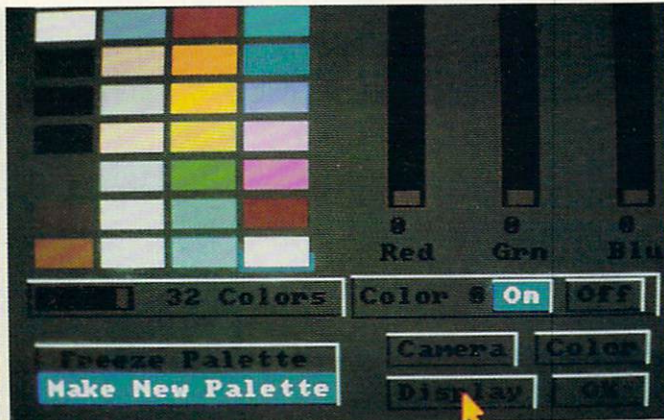 0 0 0
Red Grn Blu
32 Colors Color 0 On Off
Freeze Palette Camera Color
Make New Palette Display OK